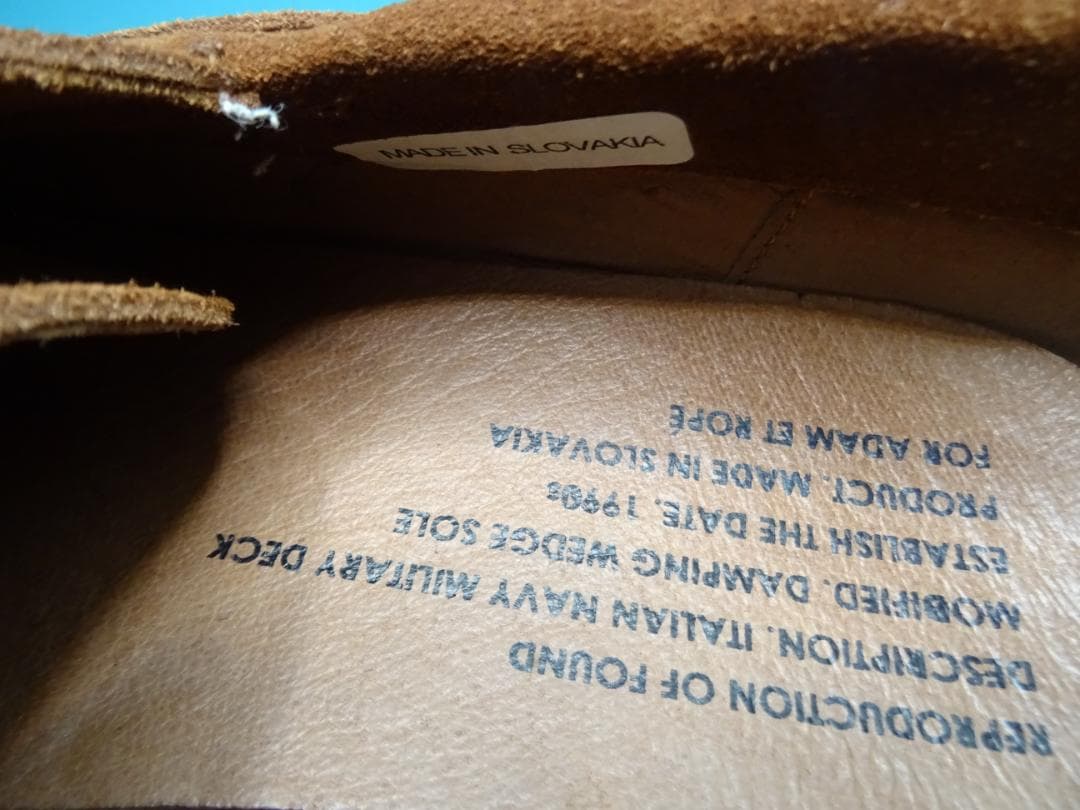 MADE IN SLOVAKIA
REPRODUCTION OF FOUND
DESCRIPTION. ITALIAN NAVY MILITARY DECK
MOBIFIED. DAMPING WEDGE SOLE
ESTABLISH THE DATE. 1990s
PRODUCT. MADE IN SLOVAKIA
FOR ADAM ET ROPÉ